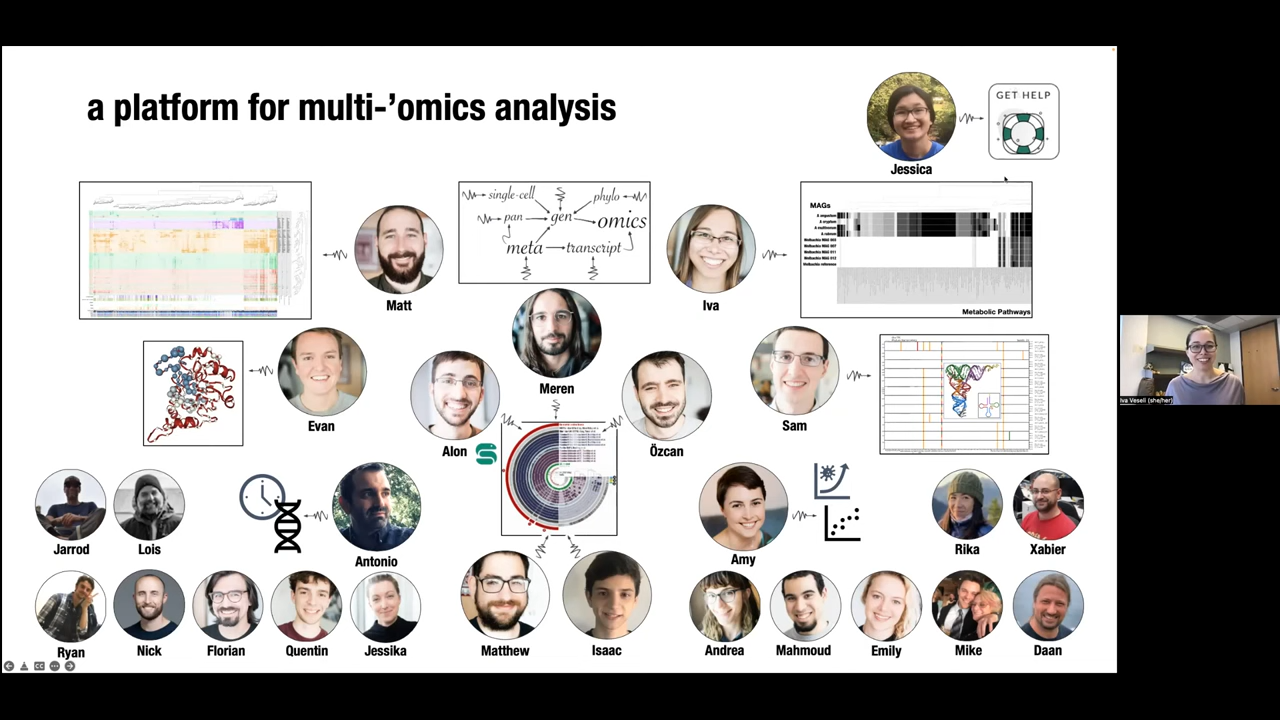 a platform for multi-'omics analysis
GET HELP
Jessica
single-cell
phylo
pan
gen
omics
meta
transcript
MAGs
Metabolic Pathways
Matt
Iva
Meren
Evan
Alon
Özcan
Sam
Jarrod
Lois
Antonio
Amy
Rika
Xabier
Ryan
Nick
Florian
Quentin
Jessika
Matthew
Isaac
Andrea
Mahmoud
Emily
Mike
Daan
Iva Veseli (she/her)